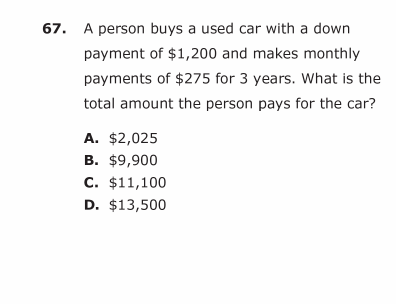 67. A person buys a used car with a down
payment of $1,200 and makes monthly
payments of $275 for 3 years. What is the
total amount the person pays for the car?
A. $2,025
B. $9,900
C. $11,100
D. $13,500